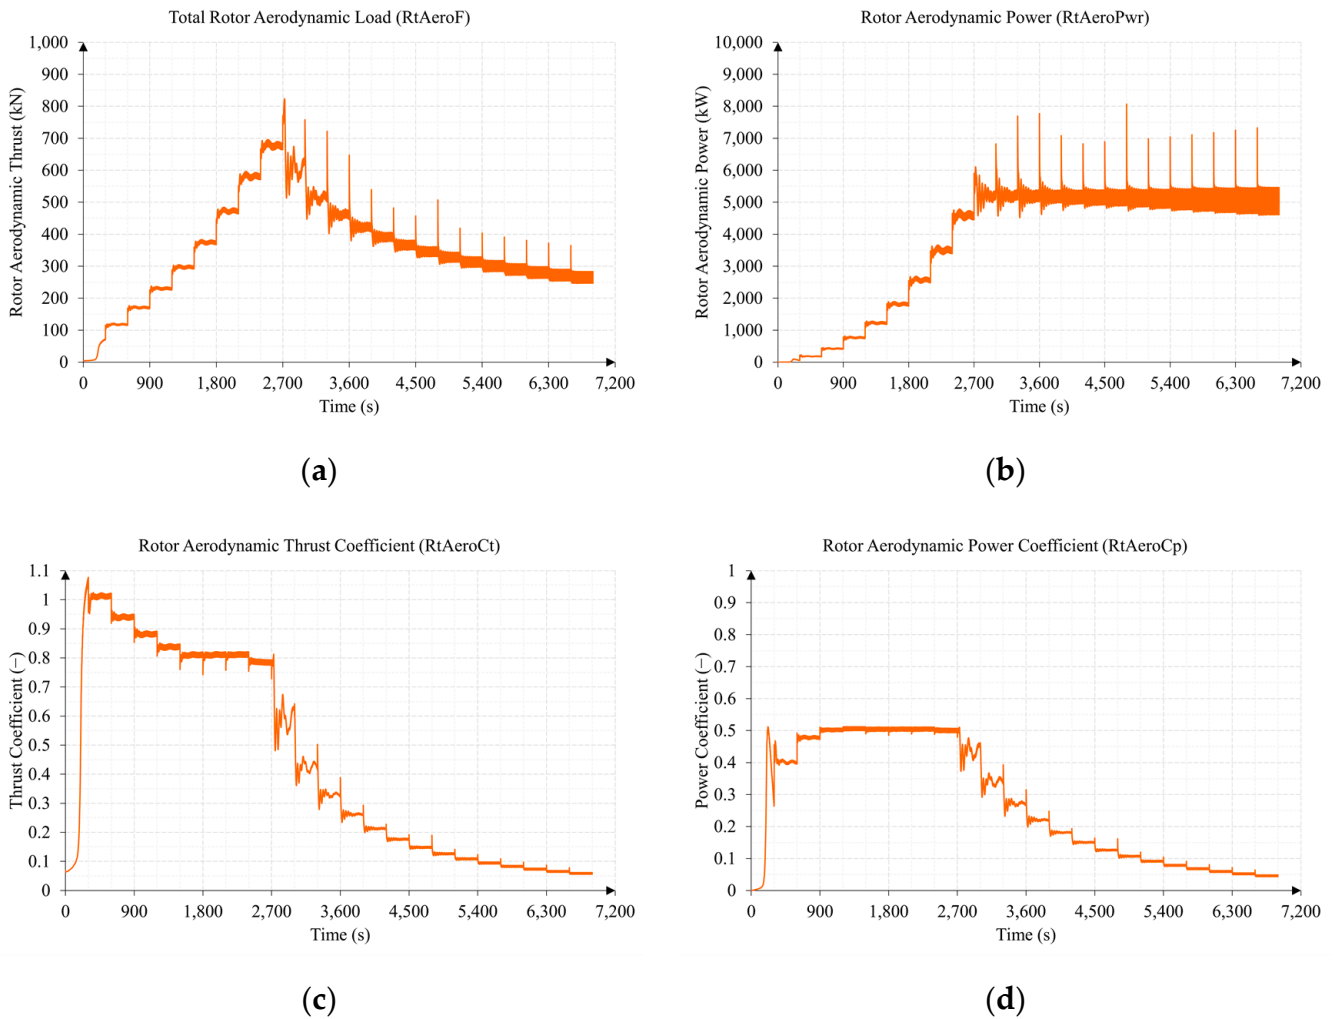 Total Rotor Aerodynamic Load (RtAeroF)
Rotor Aerodynamic Thrust (kN)
1,000
900
800
700
600
500
400
300
200
100
0
0 900 1,800 2,700 3,600 4,500 5,400 6,300 7,200
Time (s)
(a)
Rotor Aerodynamic Power (RtAeroPwr)
Rotor Aerodynamic Power (kW)
10,000
9,000
8,000
7,000
6,000
5,000
4,000
3,000
2,000
1,000
0
0 900 1,800 2,700 3,600 4,500 5,400 6,300 7,200
Time (s)
(b)
Rotor Aerodynamic Thrust Coefficient (RtAeroCt)
Thrust Coefficient (−)
1.1
1
0.9
0.8
0.7
0.6
0.5
0.4
0.3
0.2
0.1
0
0 900 1,800 2,700 3,600 4,500 5,400 6,300 7,200
Time (s)
(c)
Rotor Aerodynamic Power Coefficient (RtAeroCp)
Power Coefficient (−)
1
0.9
0.8
0.7
0.6
0.5
0.4
0.3
0.2
0.1
0
0 900 1,800 2,700 3,600 4,500 5,400 6,300 7,200
Time (s)
(d)